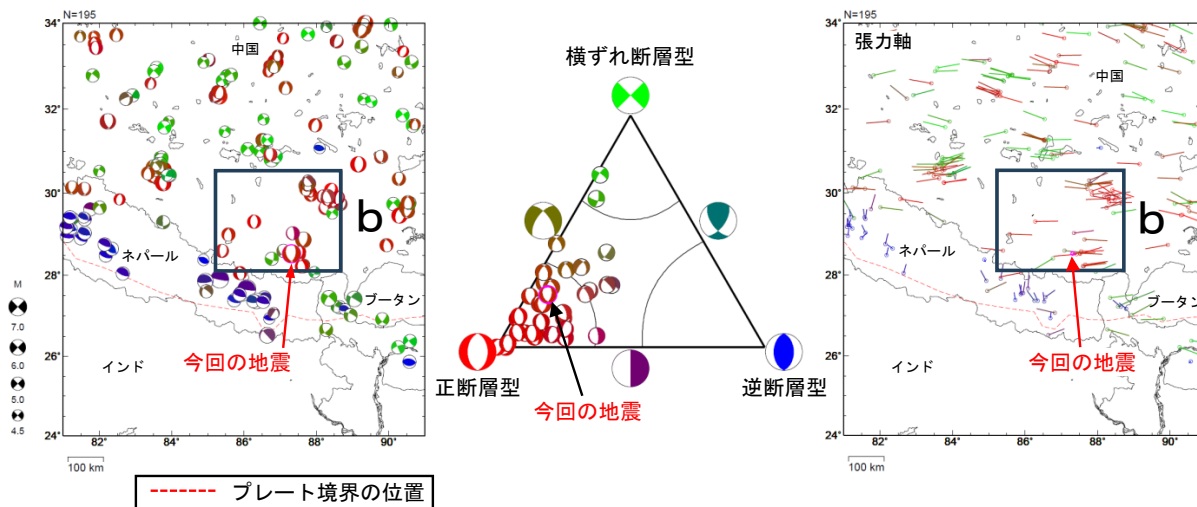 N=195
34°
32°
30°
28°
26°
24°
82°
84°
86°
88°
90°
中国
b
ネパール
ブータン
インド
今回の地震
M
7.0
6.0
5.0
4.5
100 km
プレート境界の位置
横ずれ断層型
正断層型
逆断層型
今回の地震
N=195
張力軸
34°
32°
30°
28°
26°
24°
82°
84°
86°
88°
90°
中国
b
ネパール
ブータン
インド
今回の地震
100 km